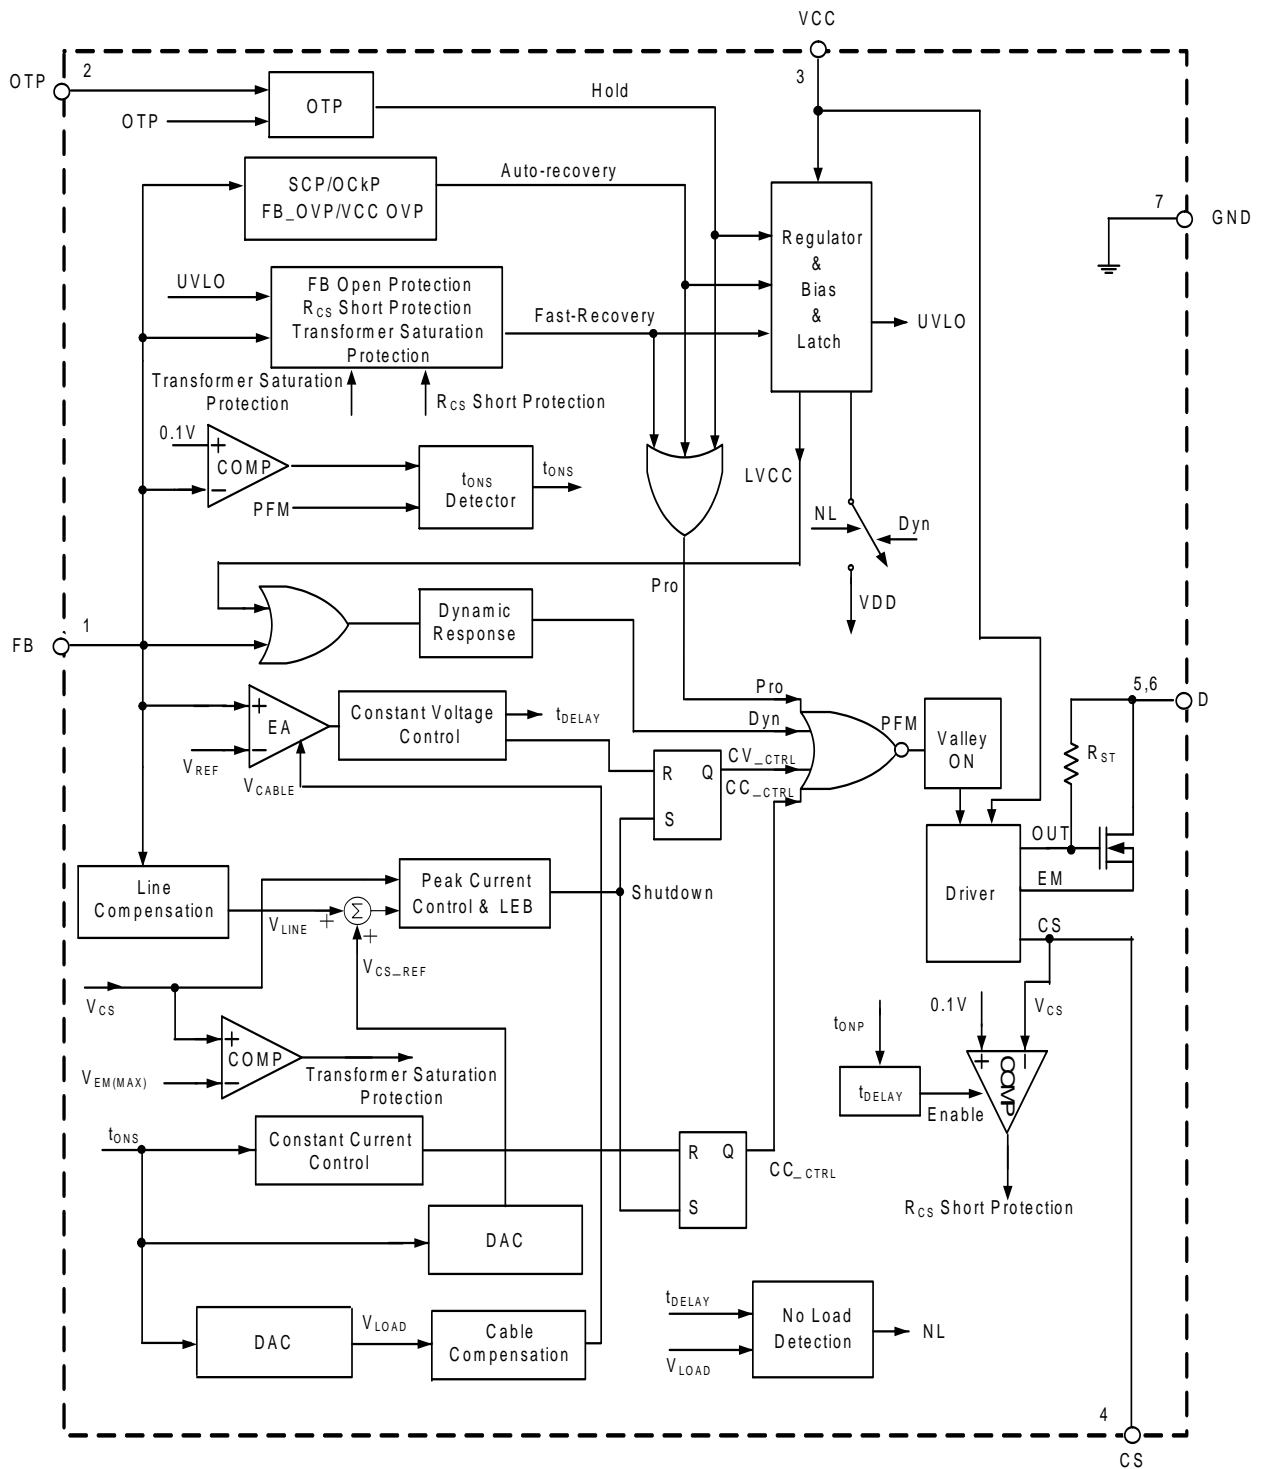 VCC
3
OTP
2
OTP
OTP
Hold
SCP/OCkP
FB_OVP/VCC OVP
Auto-recovery
7
GND
Regulator
&
Bias
&
Latch
UVLO
UVLO
FB Open Protection
RCS Short Protection
Transformer Saturation
Protection
Fast-Recovery
Transformer Saturation
Protection
RCS Short Protection
0.1V
+
COMP
−
PFM
tONS
Detector
tONS
LVCC
NL
Dyn
VDD
Pro
FB
1
Dynamic
Response
+
EA
−
VREF
VCABLE
Constant Voltage
Control
tDELAY
R
Q
S
Pro
Dyn
CV_CTRL
CC_CTRL
PFM
Valley
ON
5,6
D
RST
OUT
EM
Driver
CS
Line
Compensation
VLINE
+
Σ
+
VCS_REF
Peak Current
Control & LEB
Shutdown
VCS
+
COMP
−
VEM(MAX)
Transformer Saturation
Protection
0.1V
VCS
tONP
tDELAY
Enable
+
−
COMP
RCS Short Protection
tONS
Constant Current
Control
R
Q
S
CC_CTRL
DAC
DAC
VLOAD
Cable
Compensation
tDELAY
VLOAD
No Load
Detection
NL
4
CS